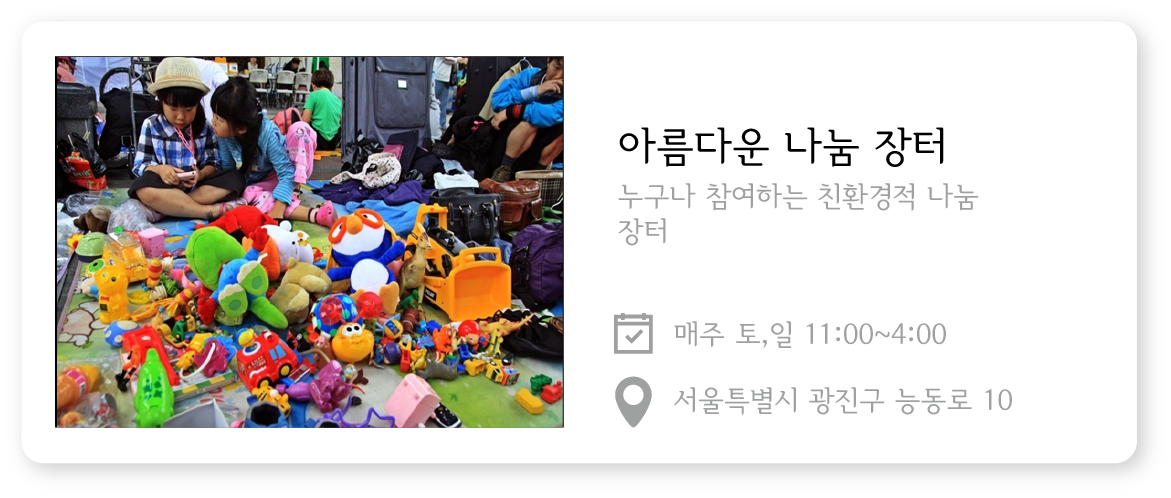 아름다운 나눔 장터
누구나 참여하는 친환경적 나눔
장터
매주 토,일 11:00~4:00
서울특별시 광진구 능동로 10